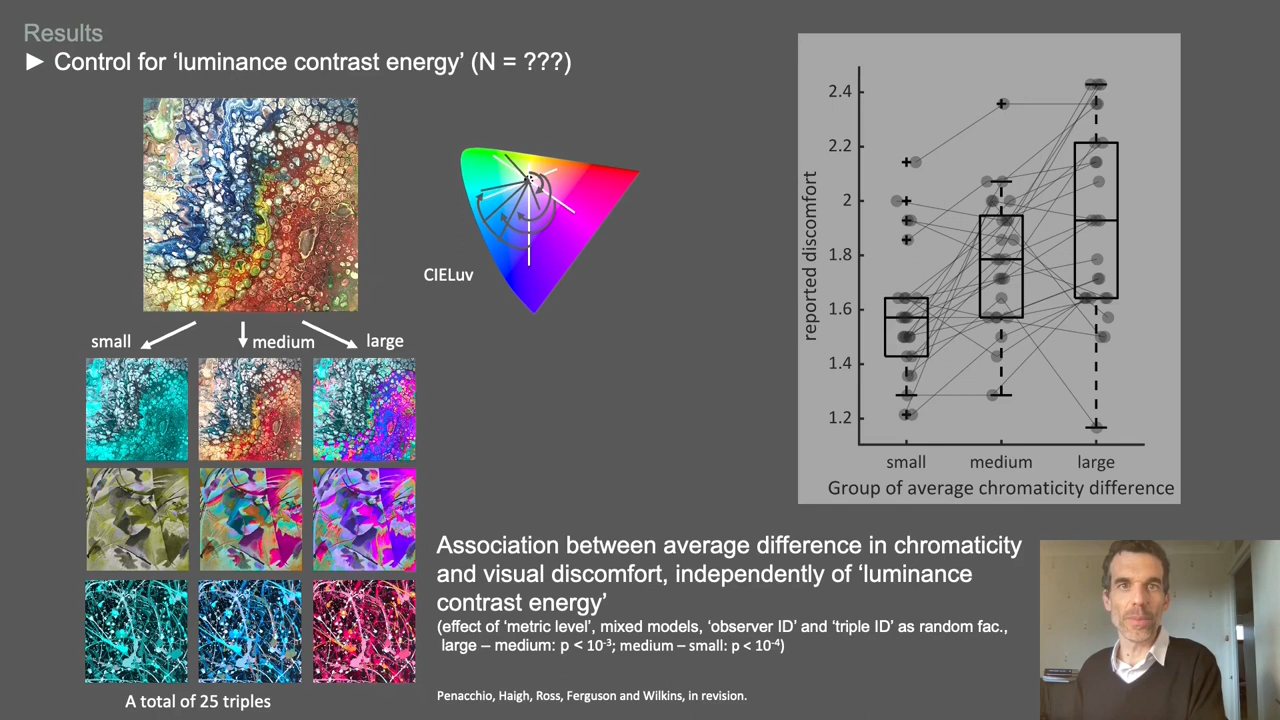 Results
► Control for ‘luminance contrast energy’ (N = ???)
CIELuv
small
medium
large
A total of 25 triples
2.4
2.2
2
1.8
1.6
1.4
1.2
reported discomfort
small medium large
Group of average chromaticity difference
Association between average difference in chromaticity
and visual discomfort, independently of ‘luminance
contrast energy’
(effect of ‘metric level’, mixed models, ‘observer ID’ and ‘triple ID’ as random fac.,
large – medium: p < 10⁻³; medium – small: p < 10⁻⁴)
Penacchio, Haigh, Ross, Ferguson and Wilkins, in revision.